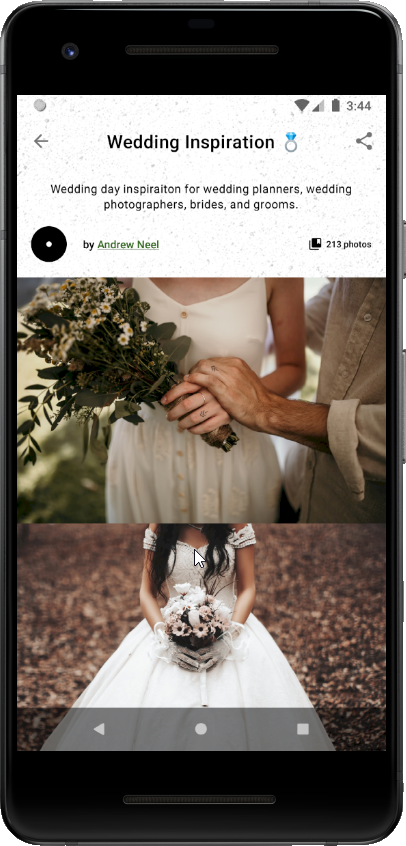 3:44
Wedding Inspiration 💍
Wedding day inspiraiton for wedding planners, wedding
photographers, brides, and grooms.
by Andrew Neel
213 photos